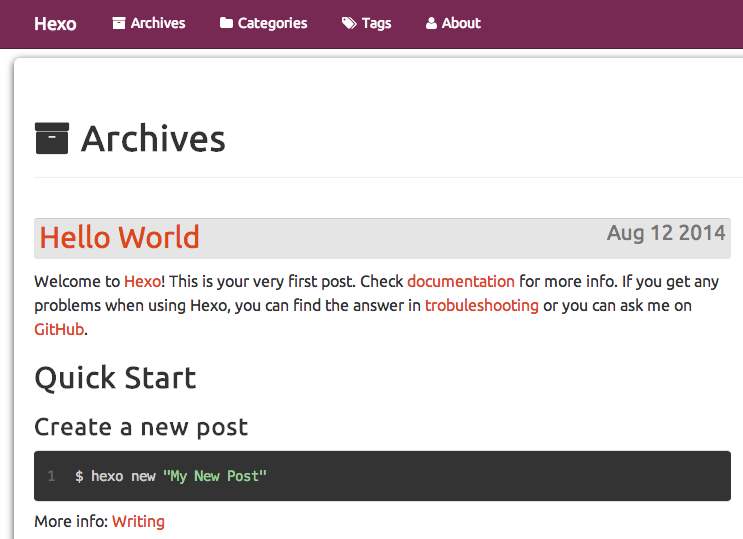 Hexo Archives Categories Tags About
Archives
Hello World Aug 12 2014
Welcome to Hexo! This is your very first post. Check documentation for more info. If you get any
problems when using Hexo, you can find the answer in trobuleshooting or you can ask me on
GitHub.
Quick Start
Create a new post
1 $ hexo new "My New Post"
More info: Writing